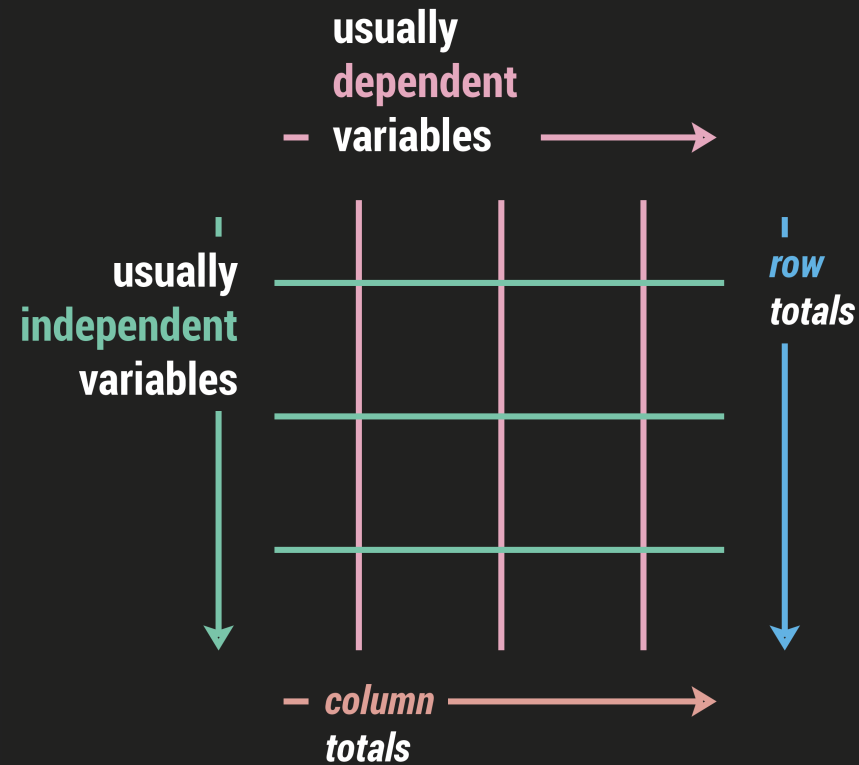 usually
dependent
variables
usually
independent
variables
row
totals
column
totals